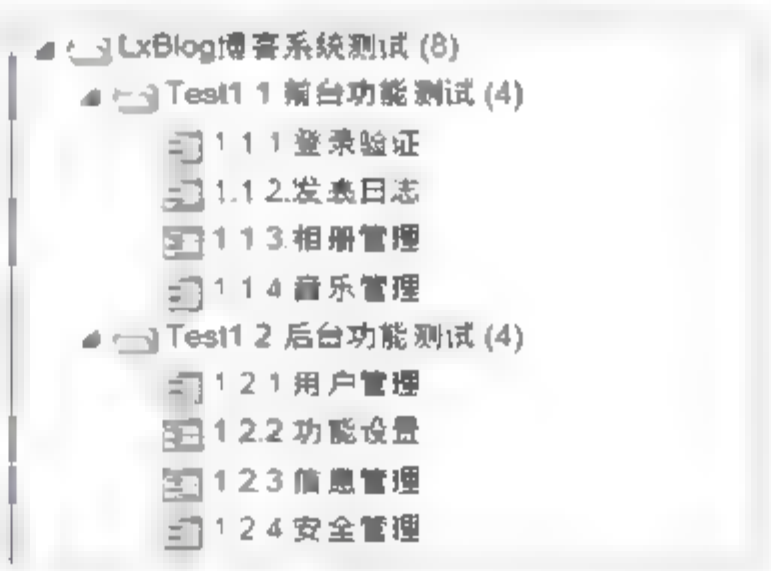 LxBlog博客系统测试 (8)
Test1 1 前台功能测试 (4)
1 1 1 登录验证
1.1 2.发表日志
1 1 3.相册管理
1 1 4 音乐管理
Test1 2 后台功能测试 (4)
1 2 1 用户管理
1 2.2 功能设置
1 2 3 信息管理
1 2 4 安全管理